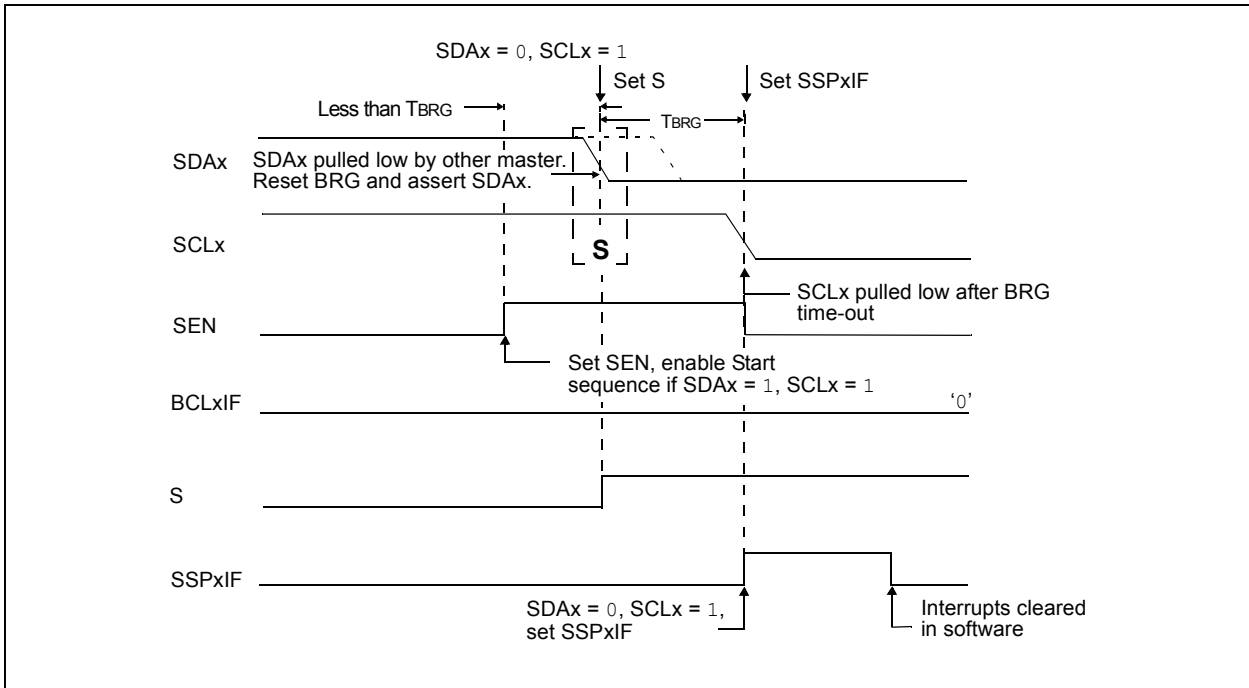 SDAx = 0, SCLx = 1
Set S
Set SSPxIF
Less than TBRG
TBRG
SDAx
SDAx pulled low by other master.
Reset BRG and assert SDAx.
SCLx
S
SCLx pulled low after BRG
time-out
SEN
Set SEN, enable Start
sequence if SDAx = 1, SCLx = 1
BCLxIF
‘0’
S
SSPxIF
SDAx = 0, SCLx = 1,
set SSPxIF
Interrupts cleared
in software